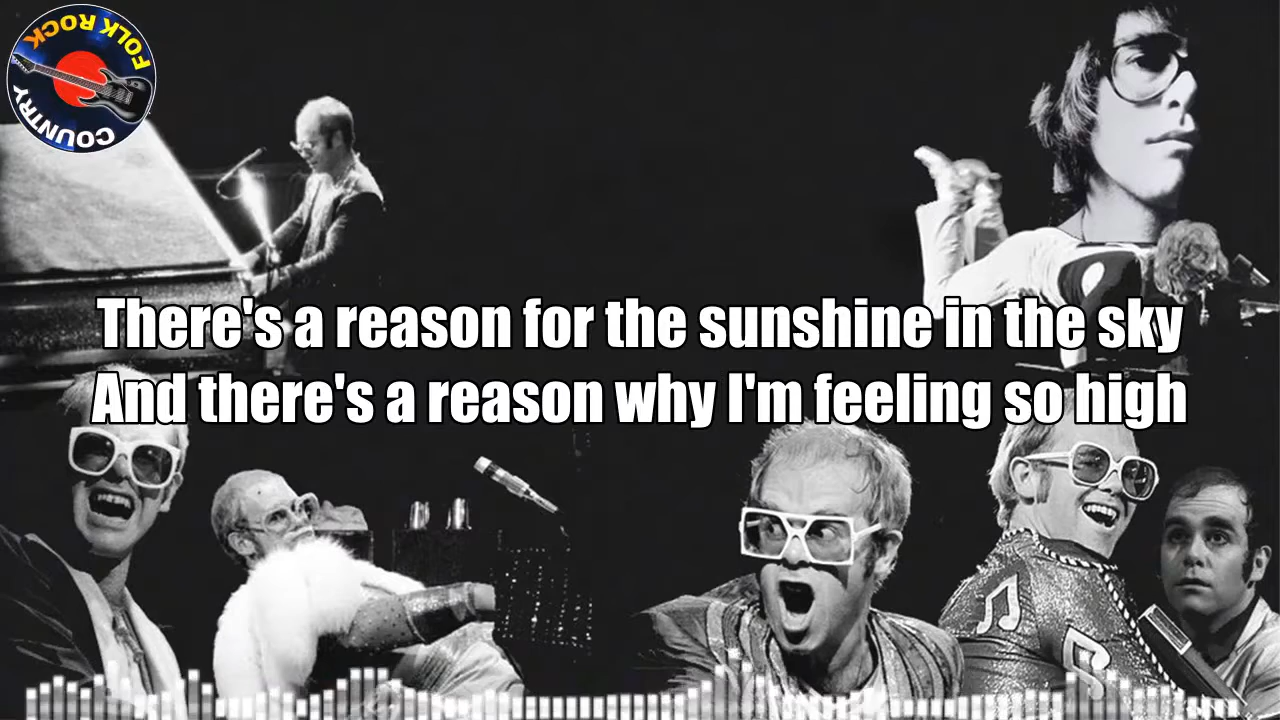 FOLK ROCK
COUNTRY
There's a reason for the sunshine in the sky
And there's a reason why I'm feeling so high